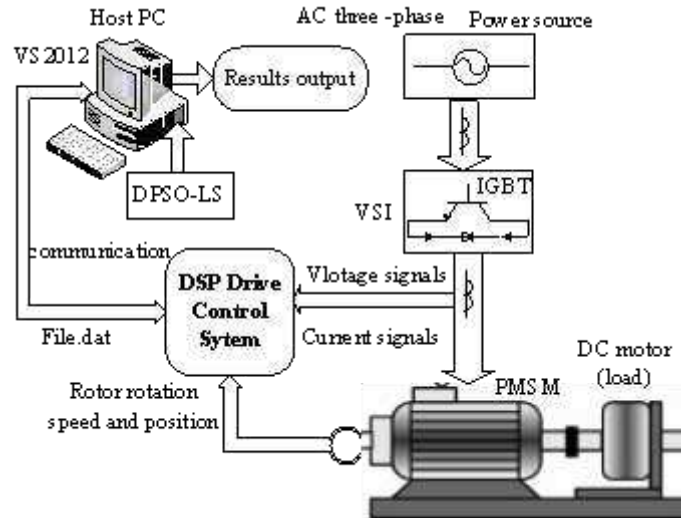 Host PC
AC three -phase
Power source
VS2012
Results output
DPSO-LS
IGBT
VSI
communication
DSP Drive
Control
Sytem
Vlotage signals
File.dat
Current signals
DC motor
(load)
Rotor rotation
speed and position
PMSM